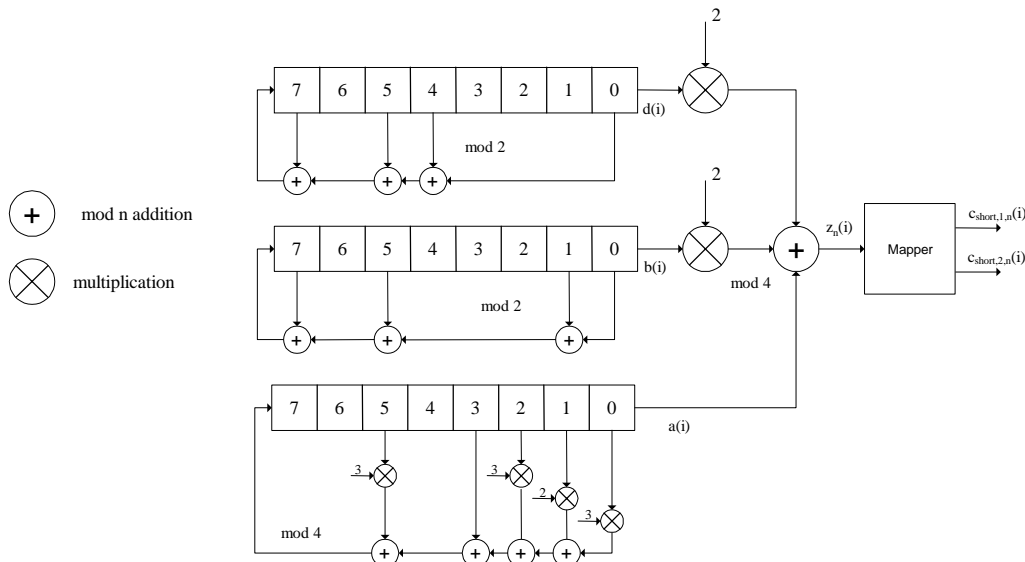 2
7 6 5 4 3 2 1 0
d(i)
mod 2
+ + +
+ mod n addition
2
7 6 5 4 3 2 1 0
b(i)
+
z_n(i)
Mapper
c_short,1,n(i)
c_short,2,n(i)
multiplication
mod 4
mod 2
+ + +
7 6 5 4 3 2 1 0
a(i)
3 3 2 3
mod 4
+ + + +